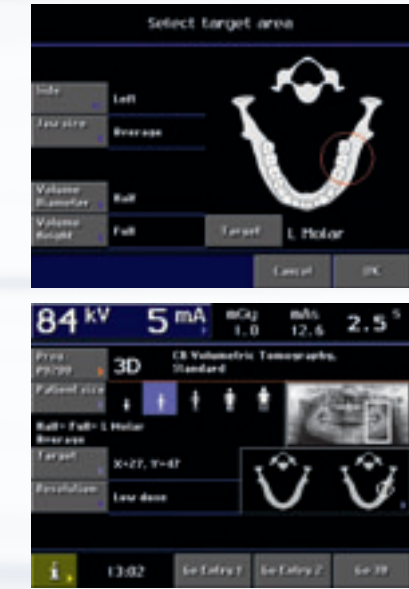 Select target area
Side
Left
Jaw size
Average
Volume
Diameter
Half
Volume
Height
Full
Target
L Molar
Cancel
OK
84 kV
5 mA
mGy
1.0
mAs
12.6
2.5 s
Prog.
P9200
3D
CB Volumetric Tomography,
Standard
Patient size
Half- Full- L Molar
Average
Target
X=27, Y=47
Resolution
Low dose
i
13:02
Go Entry 1
Go Entry 2
Go 3D